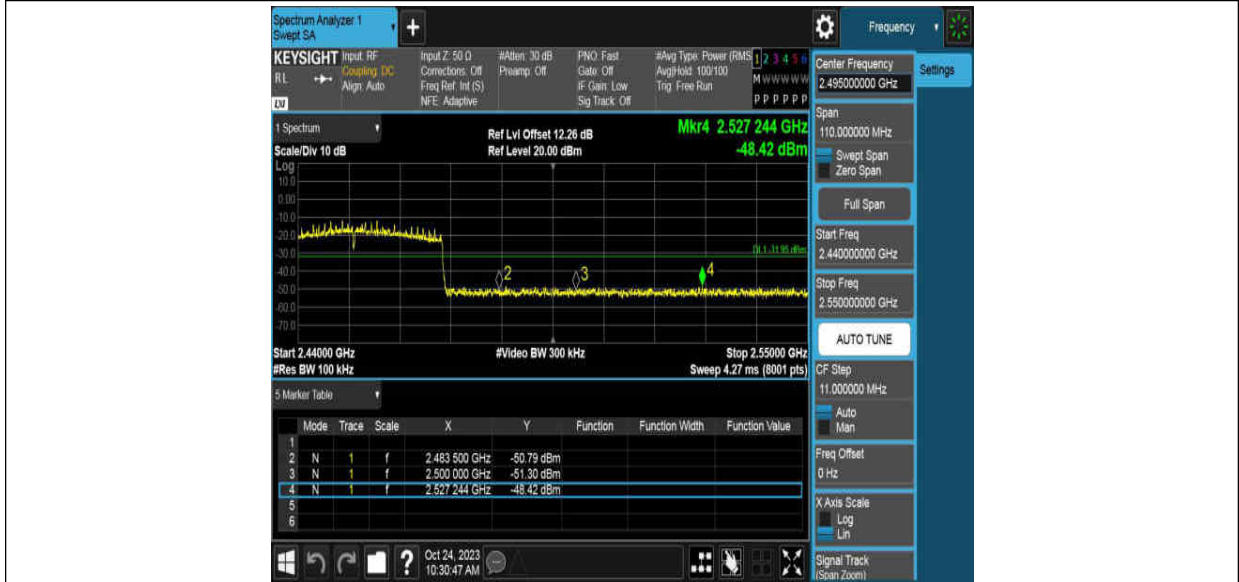 Spectrum Analyzer 1
Swept SA
+
Frequency
KEYSIGHT
RL
LV
Input: RF
Coupling: DC
Align: Auto
Input Z: 50 Ω
Corrections: Off
Freq Ref: Int (S)
NFE: Adaptive
#Atten: 30 dB
Preamp: Off
PNO: Fast
Gate: Off
IF Gain: Low
Sig Track: Off
#Avg Type: Power (RMS
Avg|Hold: 100/100
Trig: Free Run
1 2 3 4 5 6
M W W W W W
P P P P P P
1 Spectrum
Scale/Div 10 dB
Ref Lvl Offset 12.26 dB
Ref Level 20.00 dBm
Mkr4 2.527 244 GHz
-48.42 dBm
Log
10.0
0.00
-10.0
-20.0
-30.0
-40.0
-50.0
-60.0
-70.0
DL1 -31.95 dBm
2
3
4
Start 2.44000 GHz
#Res BW 100 kHz
#Video BW 300 kHz
Stop 2.55000 GHz
Sweep 4.27 ms (8001 pts)
5 Marker Table
Mode Trace Scale X Y Function Function Width Function Value
1
2 N 1 f 2.483 500 GHz -50.79 dBm
3 N 1 f 2.500 000 GHz -51.30 dBm
4 N 1 f 2.527 244 GHz -48.42 dBm
5
6
?
Oct 24, 2023
10:30:47 AM
Center Frequency
2.495000000 GHz
Settings
Span
110.000000 MHz
Swept Span
Zero Span
Full Span
Start Freq
2.440000000 GHz
Stop Freq
2.550000000 GHz
AUTO TUNE
CF Step
11.000000 MHz
Auto
Man
Freq Offset
0 Hz
X Axis Scale
Log
Lin
Signal Track
(Span Zoom)